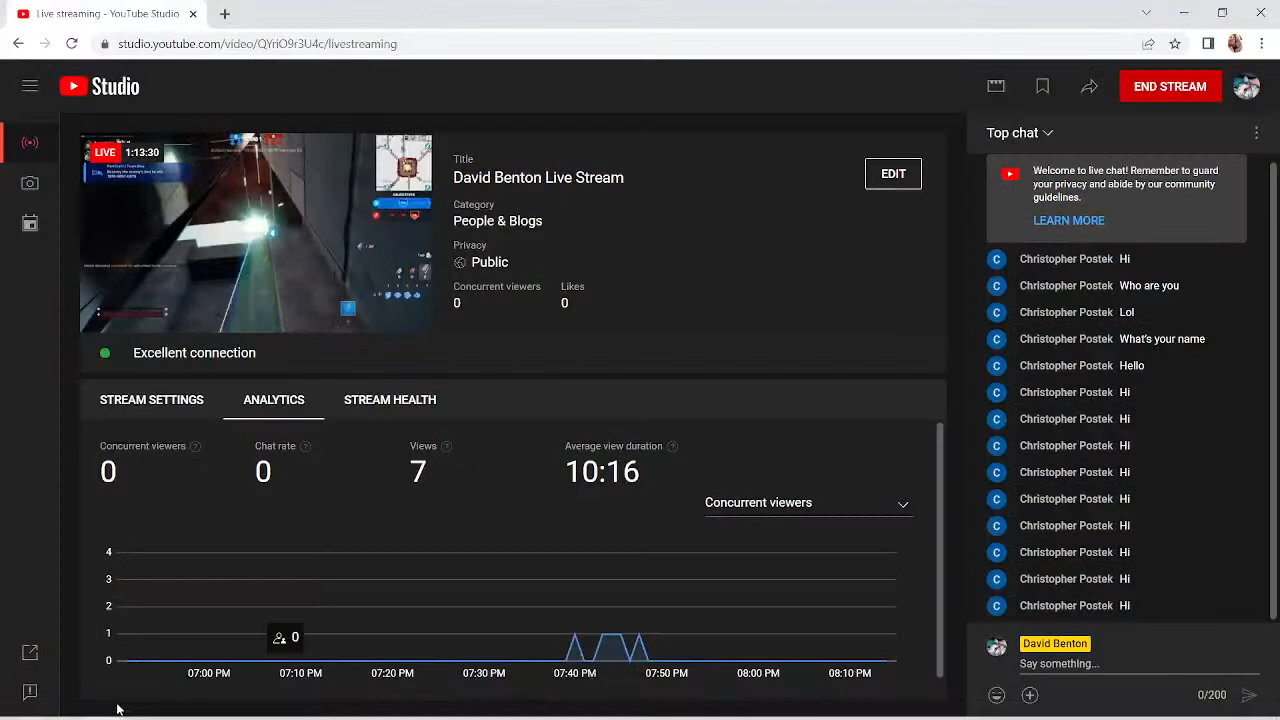 Live streaming - YouTube Studio
studio.youtube.com/video/QYriO9r3U4c/livestreaming
Studio
END STREAM
LIVE 1:13:30
Title
David Benton Live Stream
EDIT
Category
People & Blogs
Privacy
Public
Concurrent viewers Likes
0 0
Excellent connection
STREAM SETTINGS ANALYTICS STREAM HEALTH
Concurrent viewers Chat rate Views Average view duration
0 0 7 10:16
Concurrent viewers
4
3
2
1
0
0
07:00 PM 07:10 PM 07:20 PM 07:30 PM 07:40 PM 07:50 PM 08:00 PM 08:10 PM
Top chat
Welcome to live chat! Remember to guard
your privacy and abide by our community
guidelines.
LEARN MORE
C Christopher Postek Hi
C Christopher Postek Who are you
C Christopher Postek Lol
C Christopher Postek What's your name
C Christopher Postek Hello
C Christopher Postek Hi
C Christopher Postek Hi
C Christopher Postek Hi
C Christopher Postek Hi
C Christopher Postek Hi
C Christopher Postek Hi
C Christopher Postek Hi
C Christopher Postek Hi
C Christopher Postek Hi
David Benton
Say something...
0/200